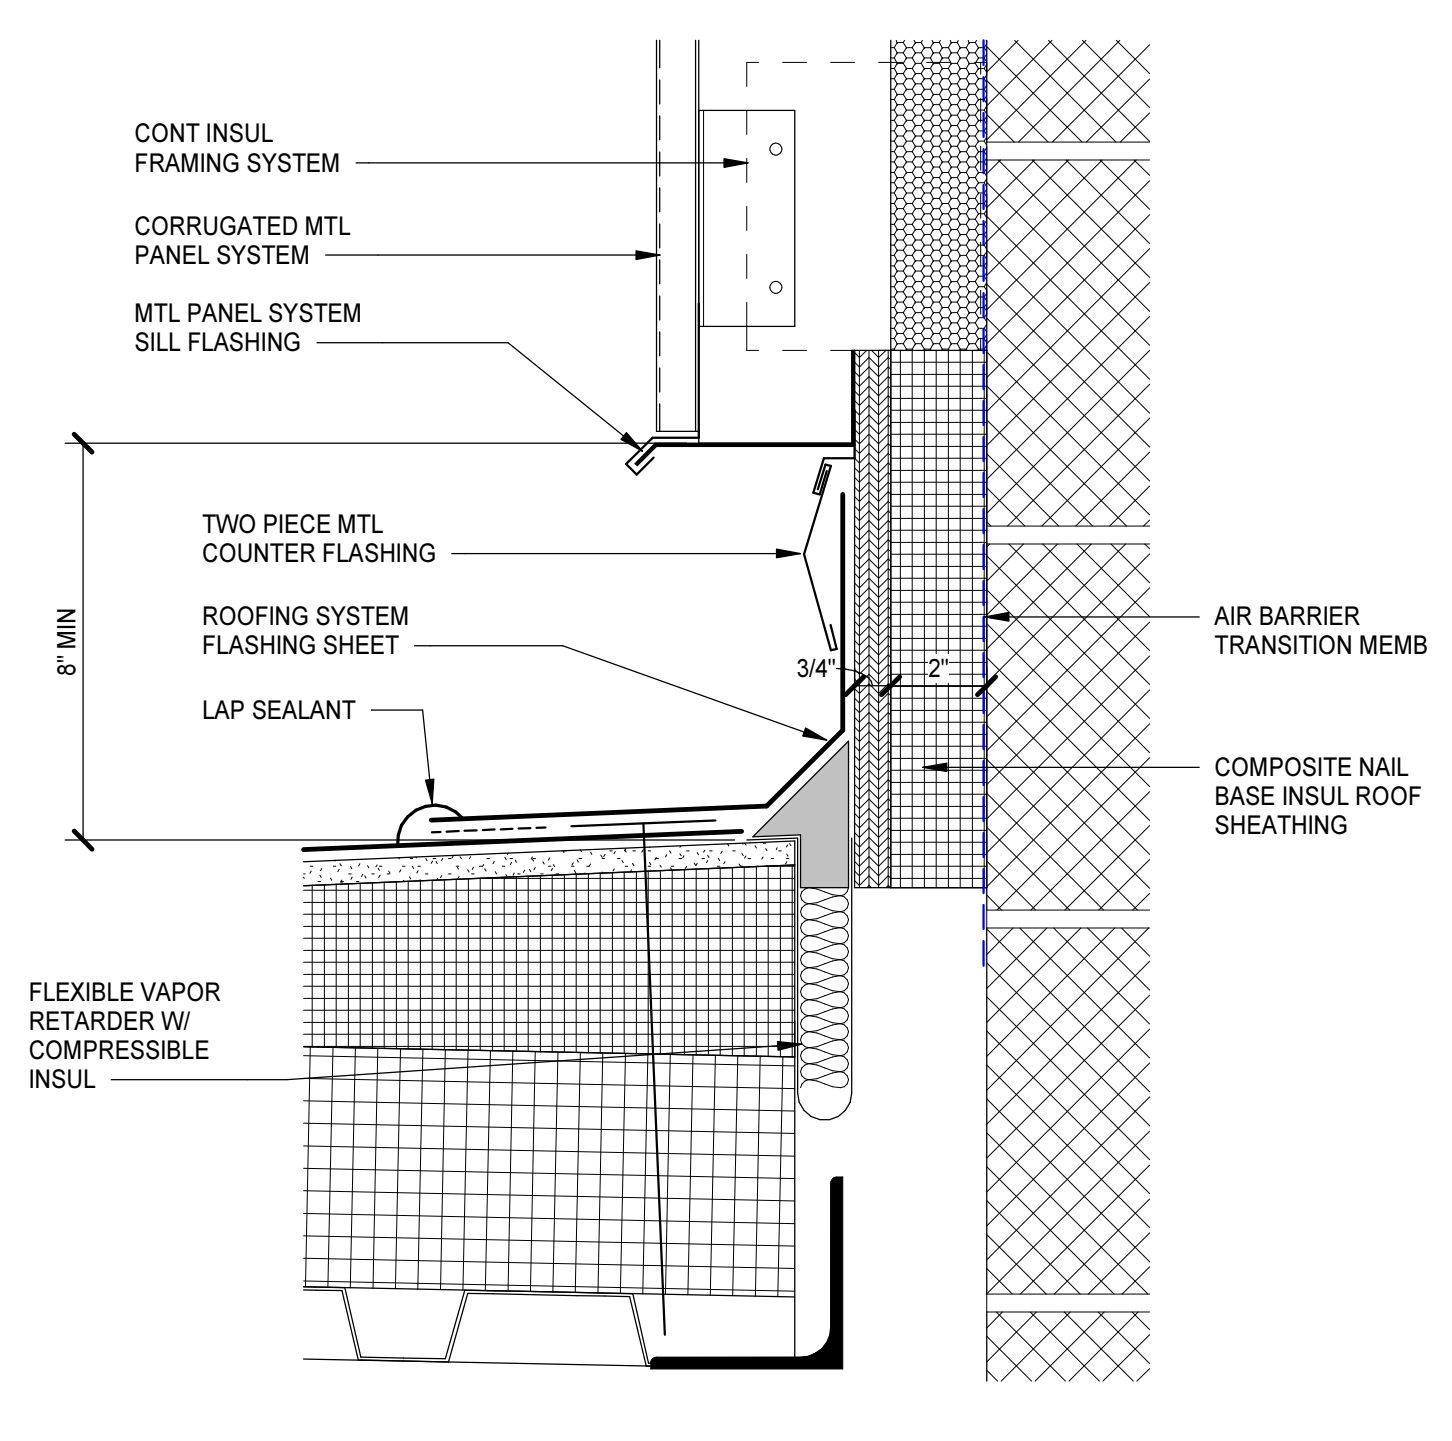 CONT INSUL
FRAMING SYSTEM
CORRUGATED MTL
PANEL SYSTEM
MTL PANEL SYSTEM
SILL FLASHING
TWO PIECE MTL
COUNTER FLASHING
8" MIN
ROOFING SYSTEM
FLASHING SHEET
LAP SEALANT
3/4"
2"
AIR BARRIER
TRANSITION MEMB
COMPOSITE NAIL
BASE INSUL ROOF
SHEATHING
FLEXIBLE VAPOR
RETARDER W/
COMPRESSIBLE
INSUL